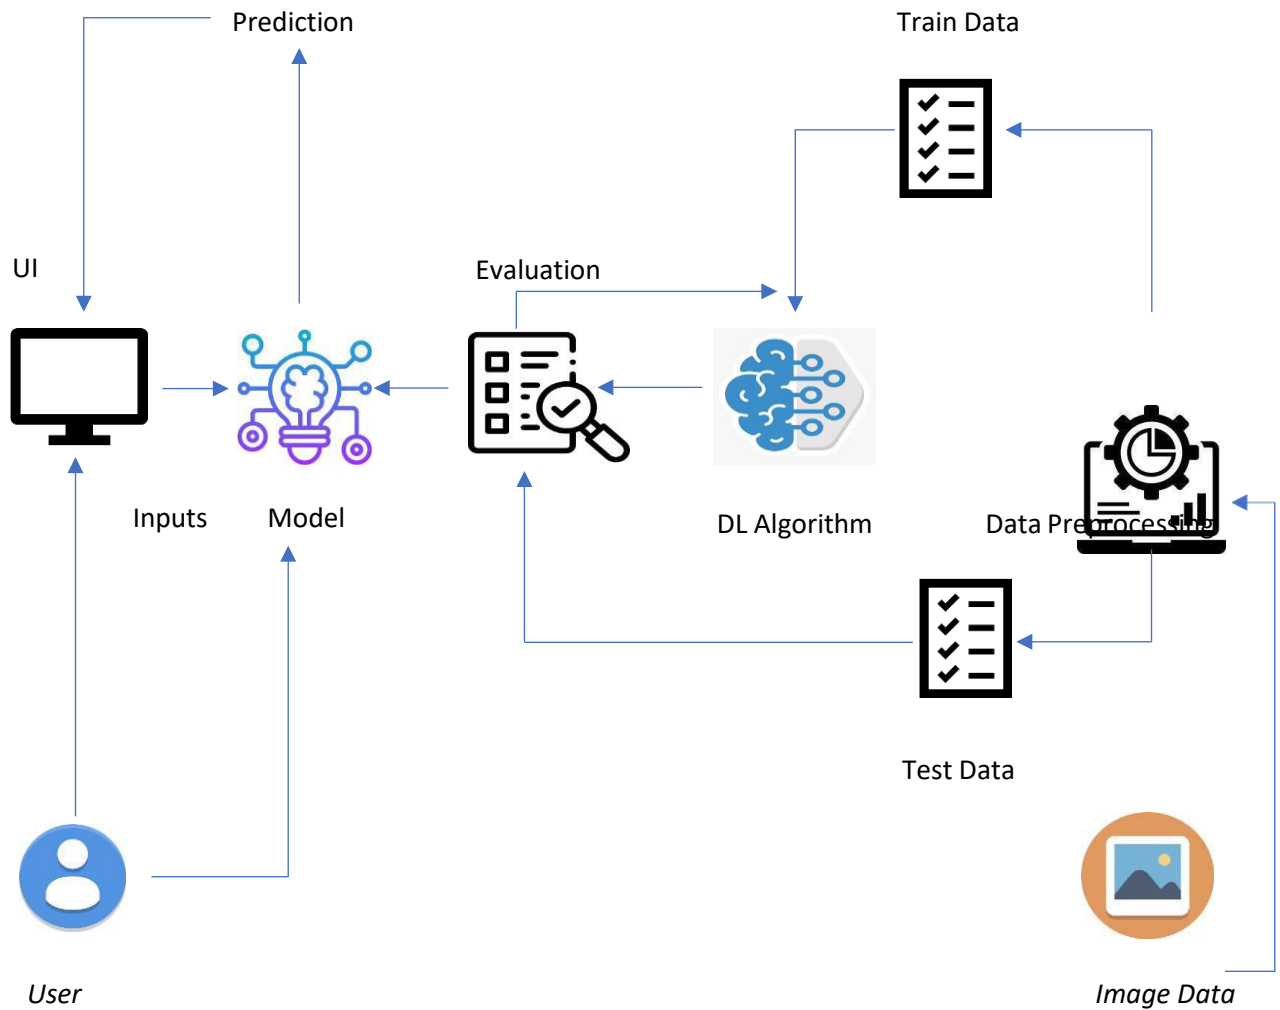 Prediction
Train Data
UI
Evaluation
Inputs
Model
DL Algorithm
Data Preprocessing
Test Data
User
Image Data